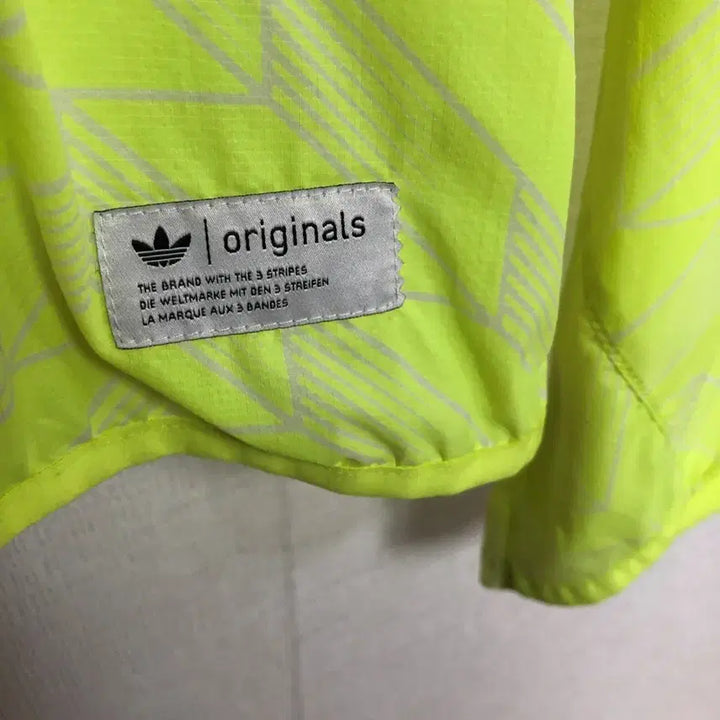 | originals
THE BRAND WITH THE 3 STRIPES
DIE WELTMARKE MIT DEN 3 STREIFEN
LA MARQUE AUX 3 BANDES